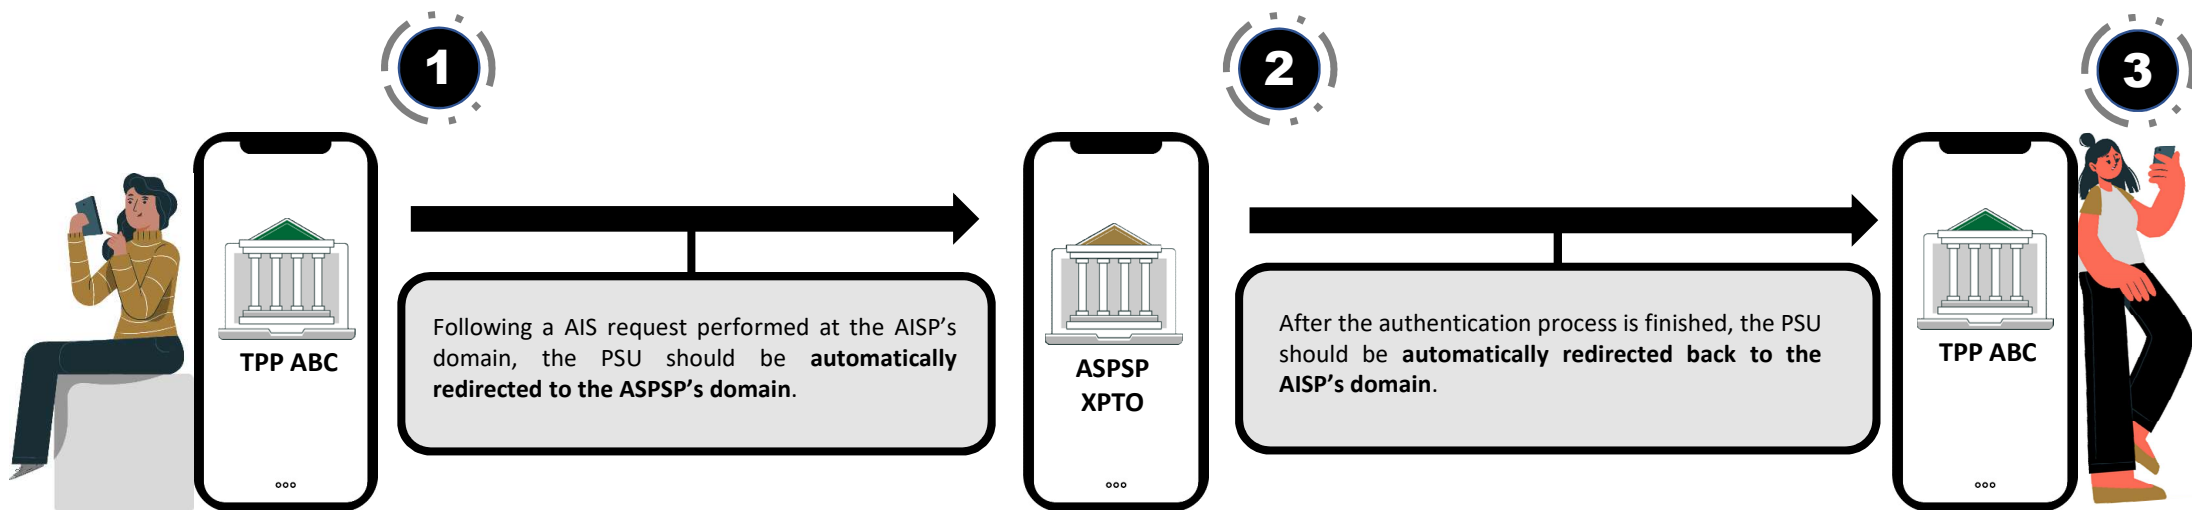 1
2
3
TPP ABC
Following a AIS request performed at the AISP’s
domain, the PSU should be automatically
redirected to the ASPSP’s domain.
ASPSP
XPTO
After the authentication process is finished, the PSU
should be automatically redirected back to the
AISP’s domain.
TPP ABC